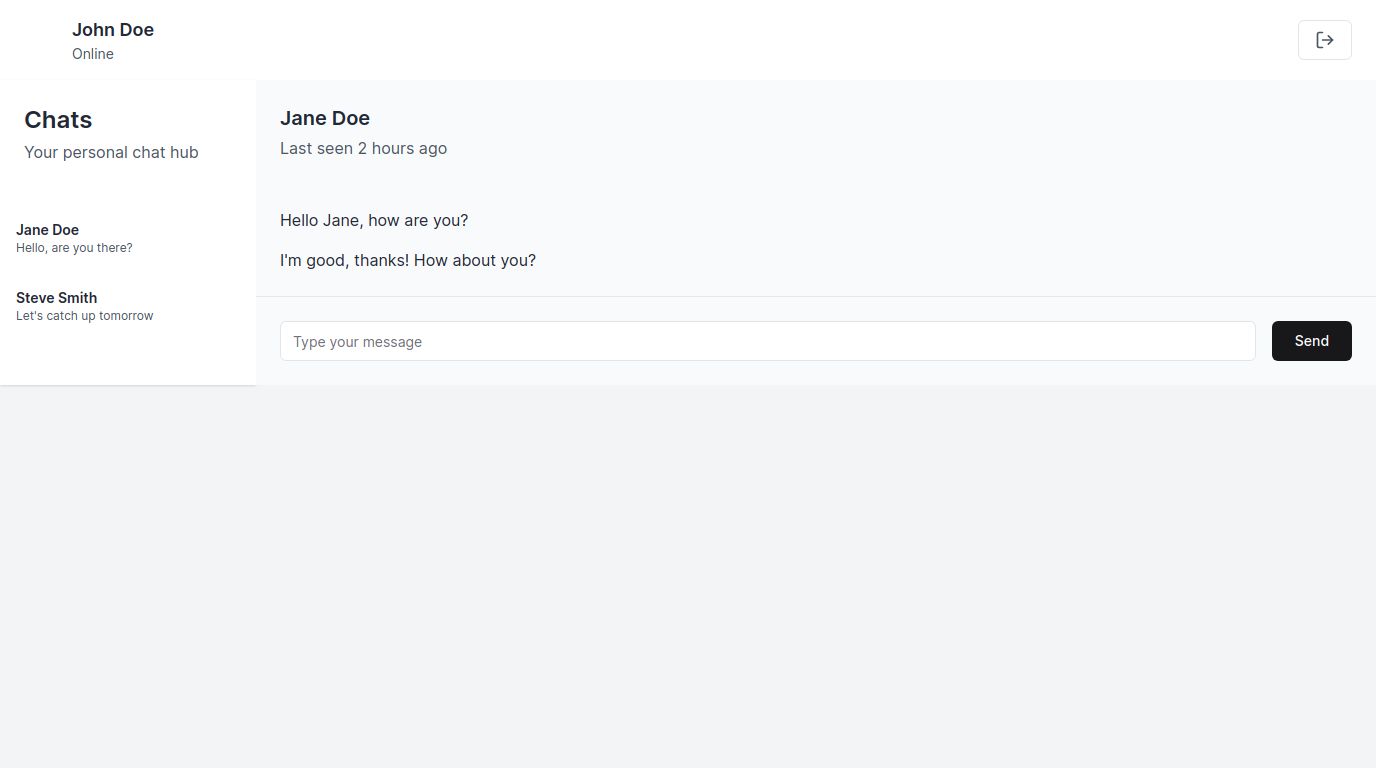 John Doe
Online
Chats
Your personal chat hub
Jane Doe
Hello, are you there?
Steve Smith
Let's catch up tomorrow
Jane Doe
Last seen 2 hours ago
Hello Jane, how are you?
I'm good, thanks! How about you?
Type your message
Send